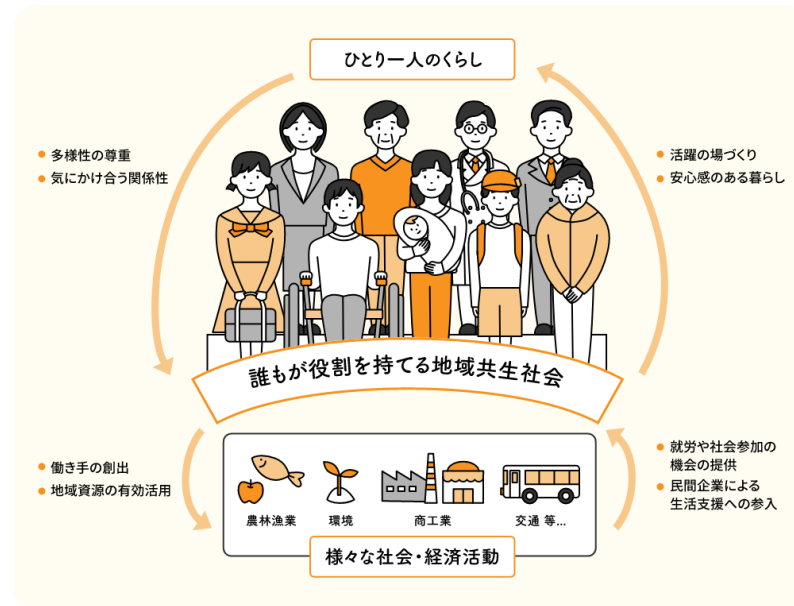 ひとり一人のくらし
多様性の尊重
気にかけ合う関係性
活躍の場づくり
安心感のある暮らし
誰もが役割を持てる地域共生社会
働き手の創出
地域資源の有効活用
就労や社会参加の
機会の提供
民間企業による
生活支援への参入
農林漁業 環境 商工業 交通 等...
様々な社会・経済活動